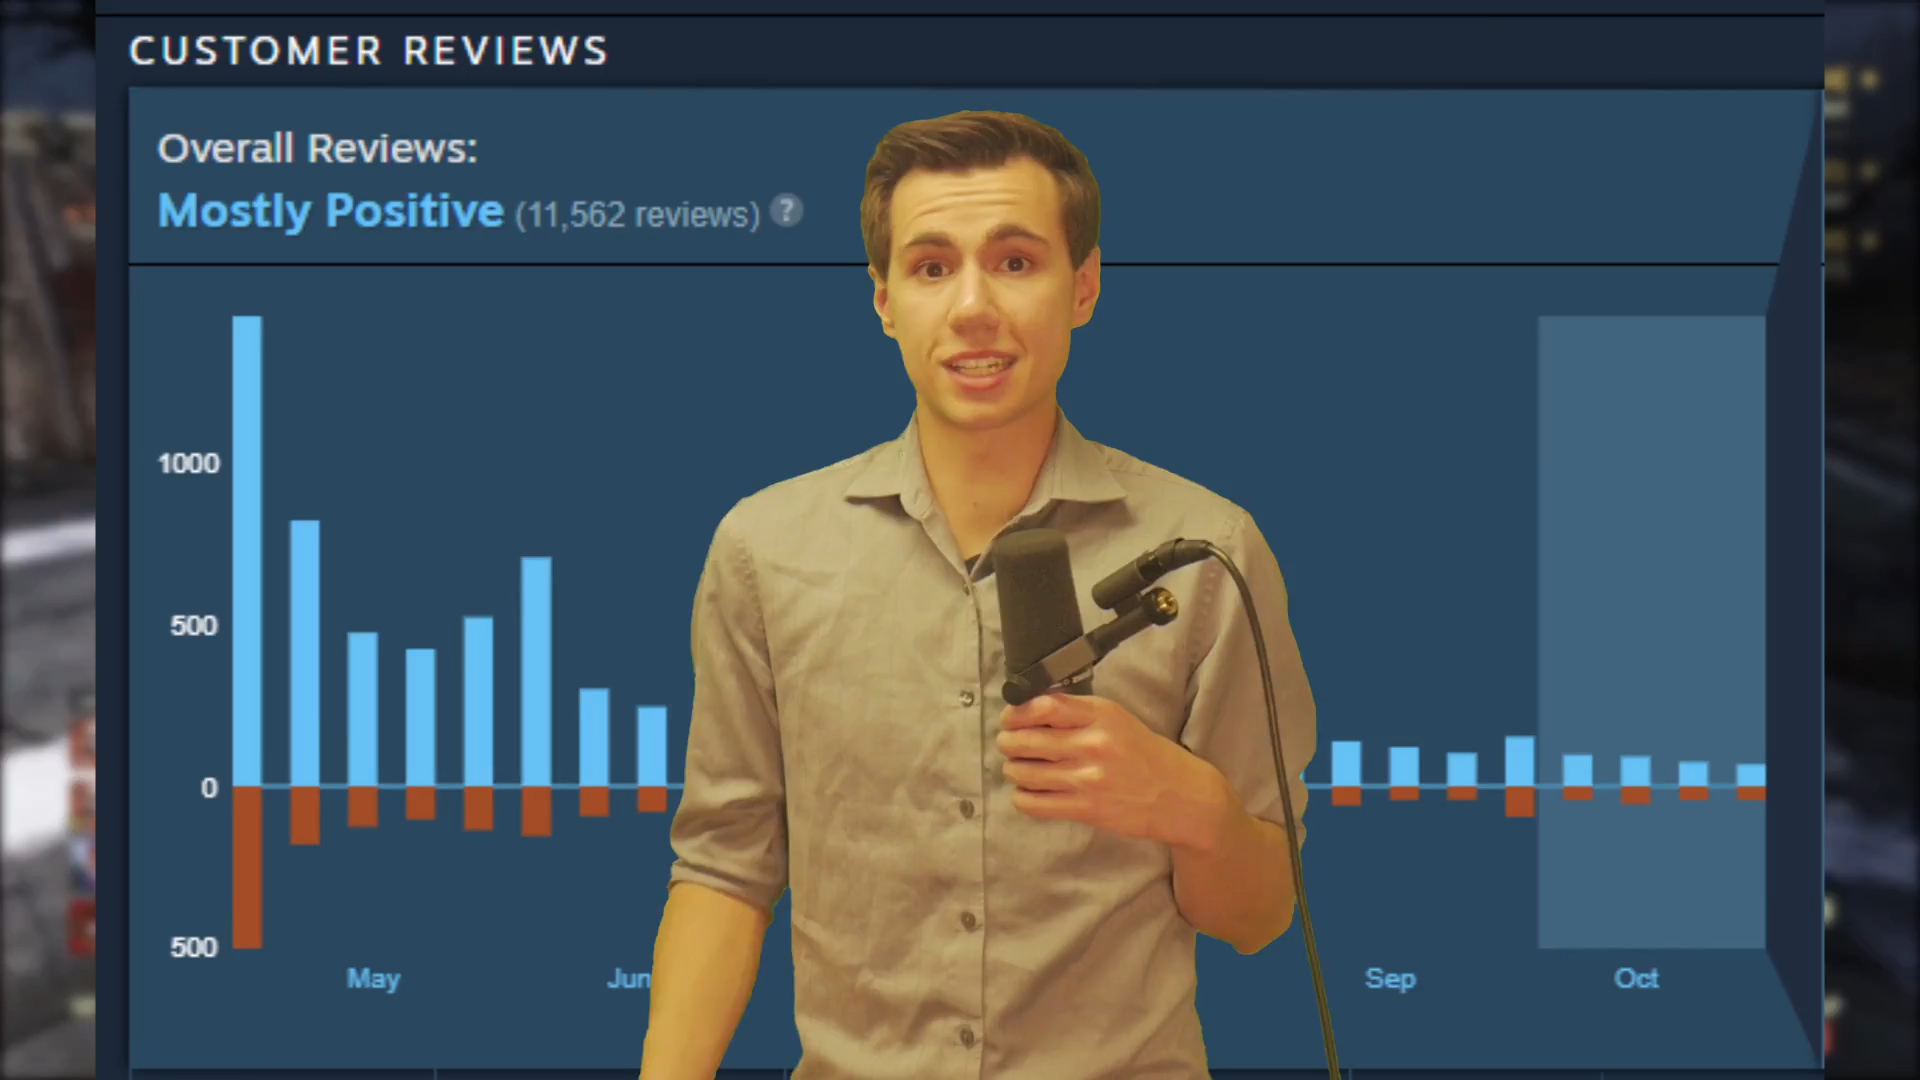 CUSTOMER REVIEWS
Overall Reviews:
Mostly Positive (11,562 reviews) ?
1000
500
0
500
May Jun Sep Oct